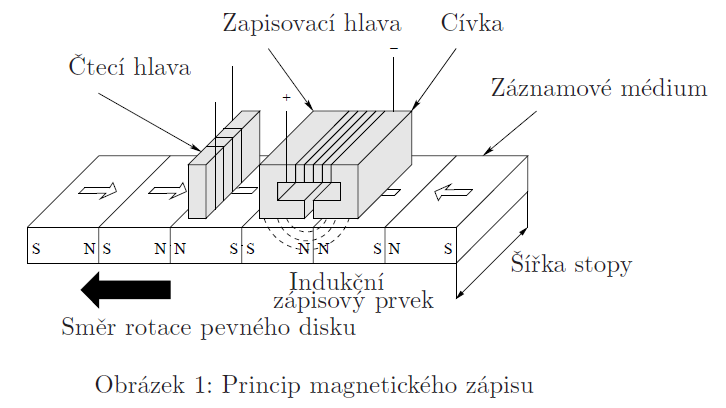 Zapisovací hlava
Cívka
Čtecí hlava
Záznamové médium
+
−
S N S N N S S N N S N S
Indukční
zápisový prvek
Šířka stopy
Směr rotace pevného disku
Obrázek 1: Princip magnetického zápisu